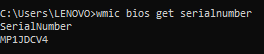 C:\Users\LENOVO>wmic bios get serialnumber
SerialNumber
MP1JDCV4